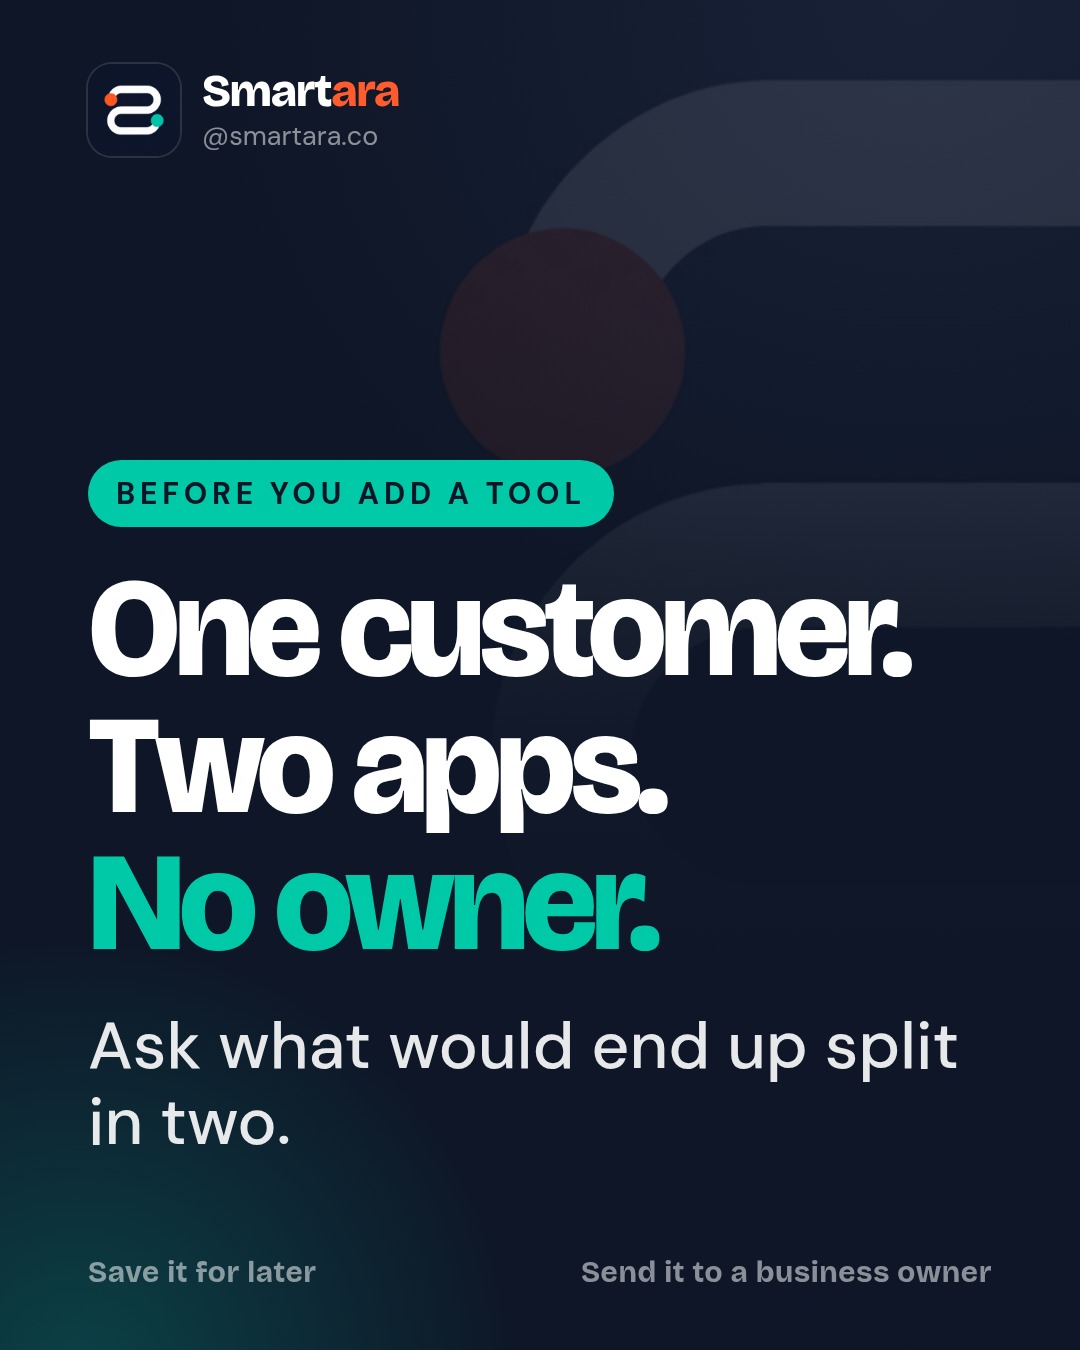 Smartara
@smartara.co
BEFORE YOU ADD A TOOL
One customer.
Two apps.
No owner.
Ask what would end up split
in two.
Save it for later
Send it to a business owner